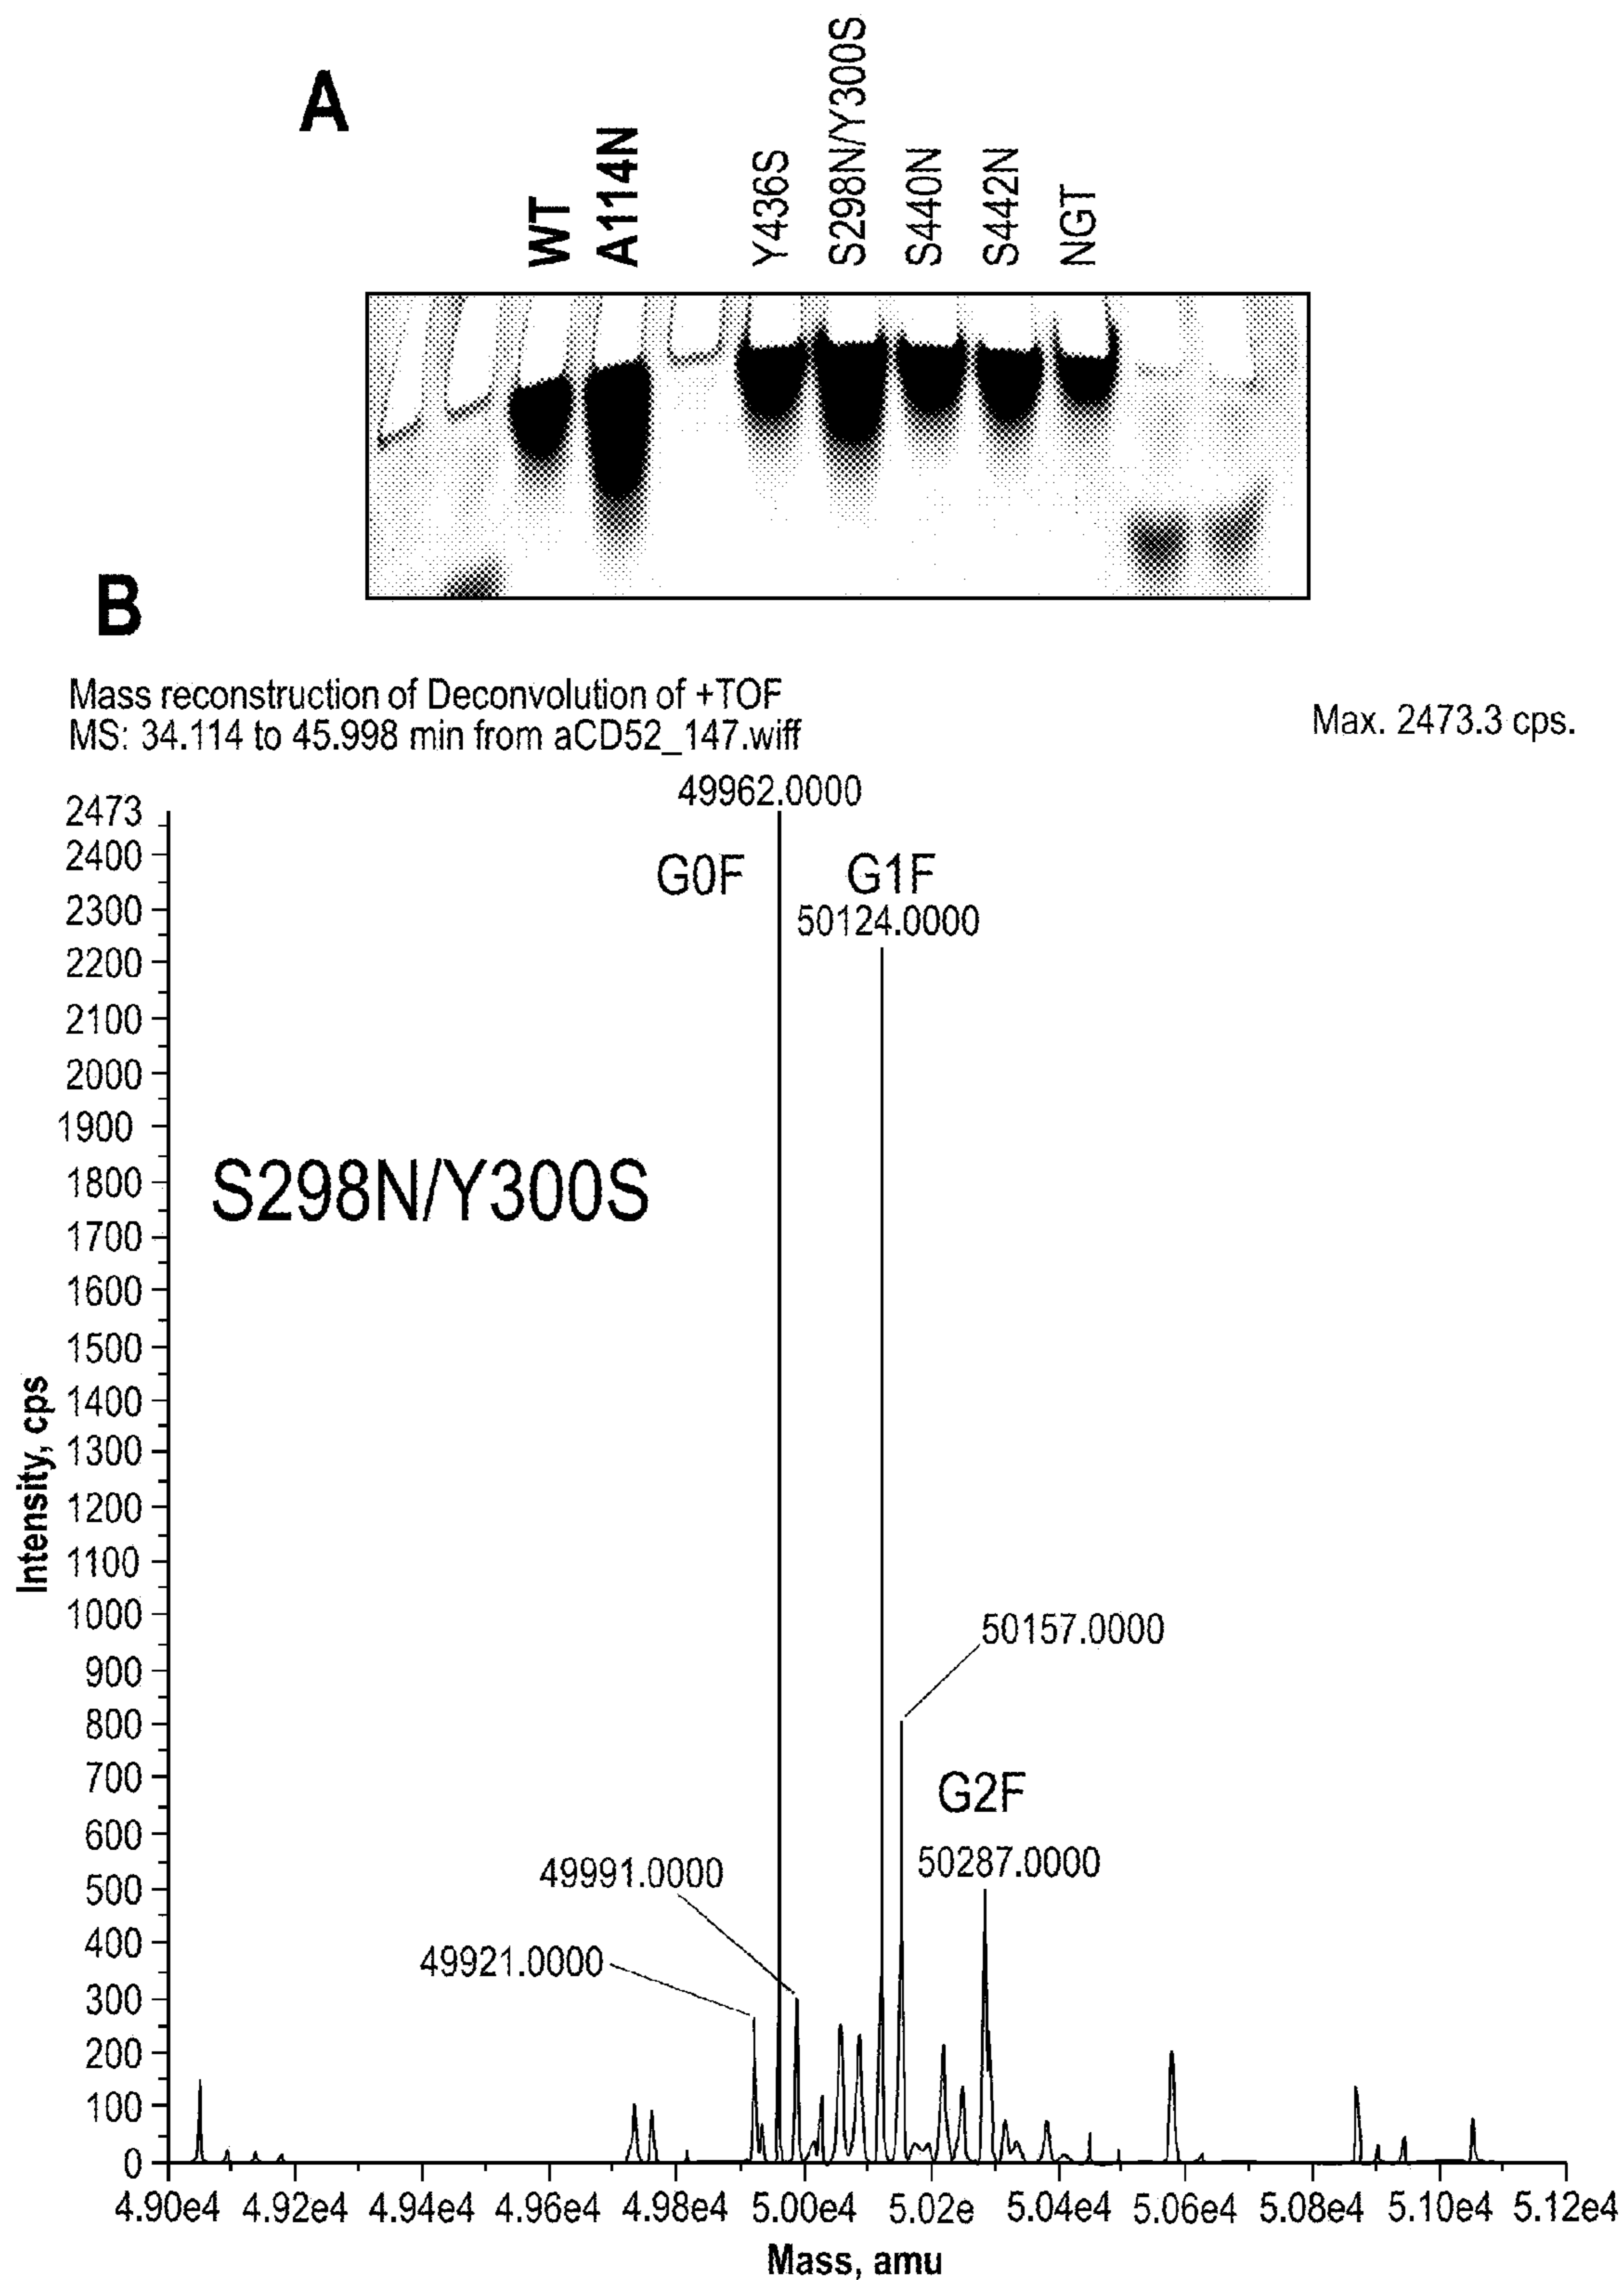 A
WT
A114N
Y436S
S298N/Y300S
S440N
S442N
NGT
B
Mass reconstruction of Deconvolution of +TOF
MS: 34.114 to 45.998 min from aCD52_147.wiff
Max. 2473.3 cps.
49962.0000
G0F
G1F
50124.0000
S298N/Y300S
50157.0000
G2F
50287.0000
49991.0000
49921.0000
Intensity, cps
2473
2400
2300
2200
2100
2000
1900
1800
1700
1600
1500
1400
1300
1200
1100
1000
900
800
700
600
500
400
300
200
100
0
4.90e4 4.92e4 4.94e4 4.96e4 4.98e4 5.00e4 5.02e 5.04e4 5.06e4 5.08e4 5.10e4 5.12e4
Mass, amu